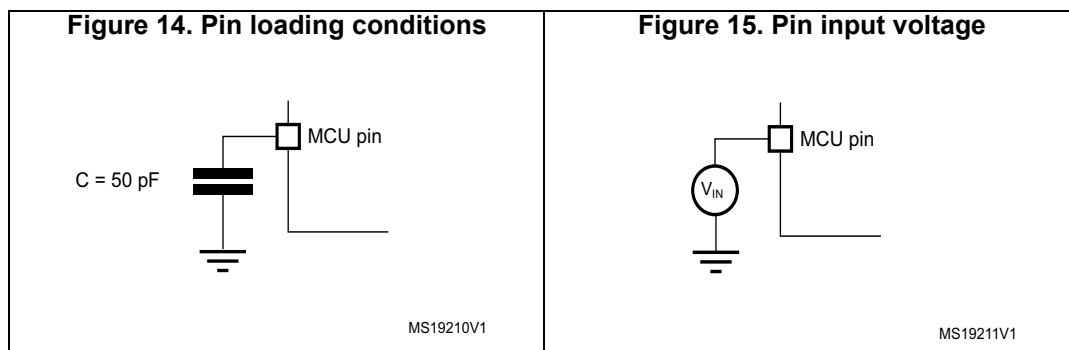 Figure 14. Pin loading conditions
MCU pin
C = 50 pF
MS19210V1
Figure 15. Pin input voltage
MCU pin
VIN
MS19211V1